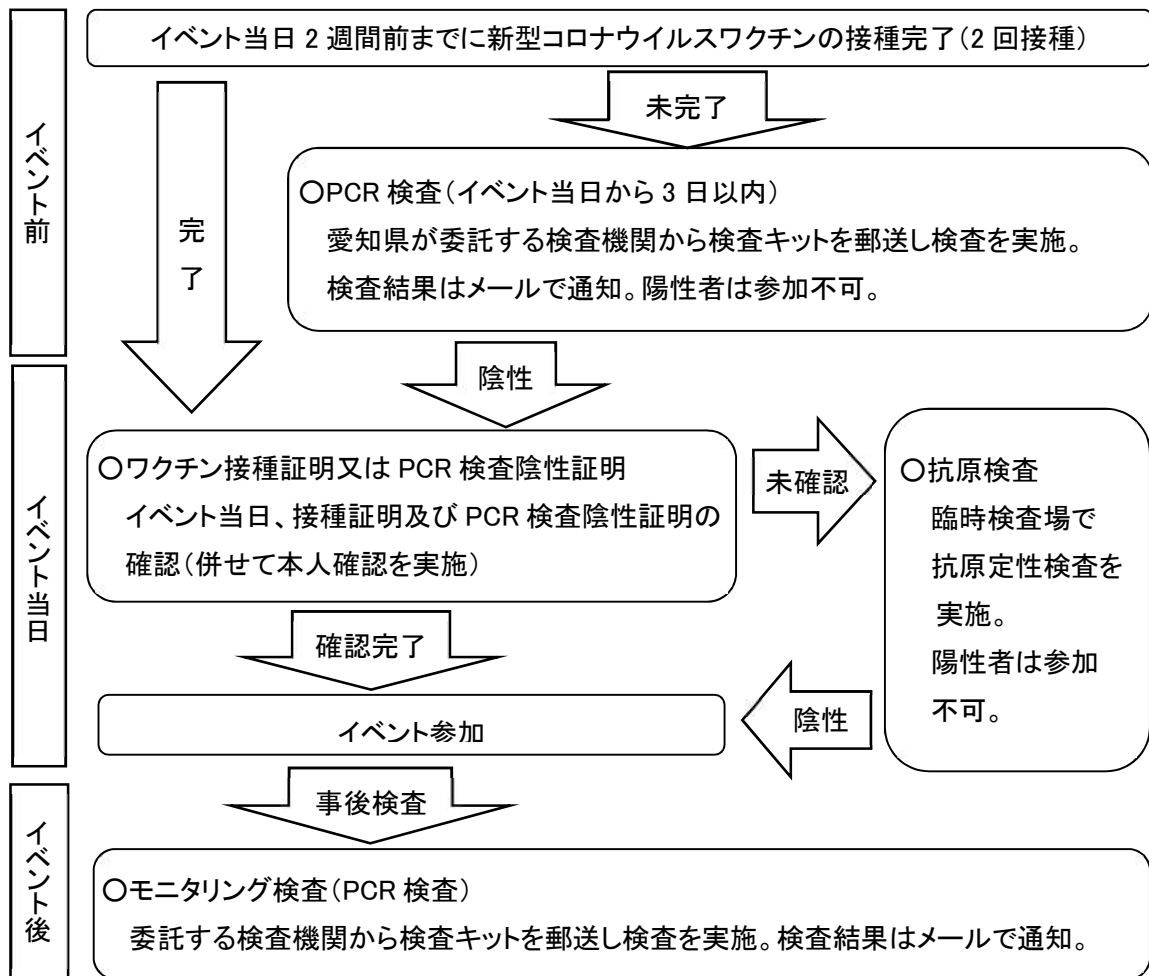 イベント前
イベント当日2週間前までに新型コロナウイルスワクチンの接種完了(2回接種)
未完了
完了
〇PCR検査(イベント当日から3日以内)
愛知県が委託する検査機関から検査キットを郵送し検査を実施。
検査結果はメールで通知。陽性者は参加不可。
陰性
イベント当日
〇ワクチン接種証明又はPCR検査陰性証明
イベント当日、接種証明及びPCR検査陰性証明の
確認(併せて本人確認を実施)
未確認
〇抗原検査
臨時検査場で
抗原定性検査を
実施。
陽性者は参加
不可。
確認完了
陰性
イベント参加
事後検査
イベント後
〇モニタリング検査(PCR検査)
委託する検査機関から検査キットを郵送し検査を実施。検査結果はメールで通知。